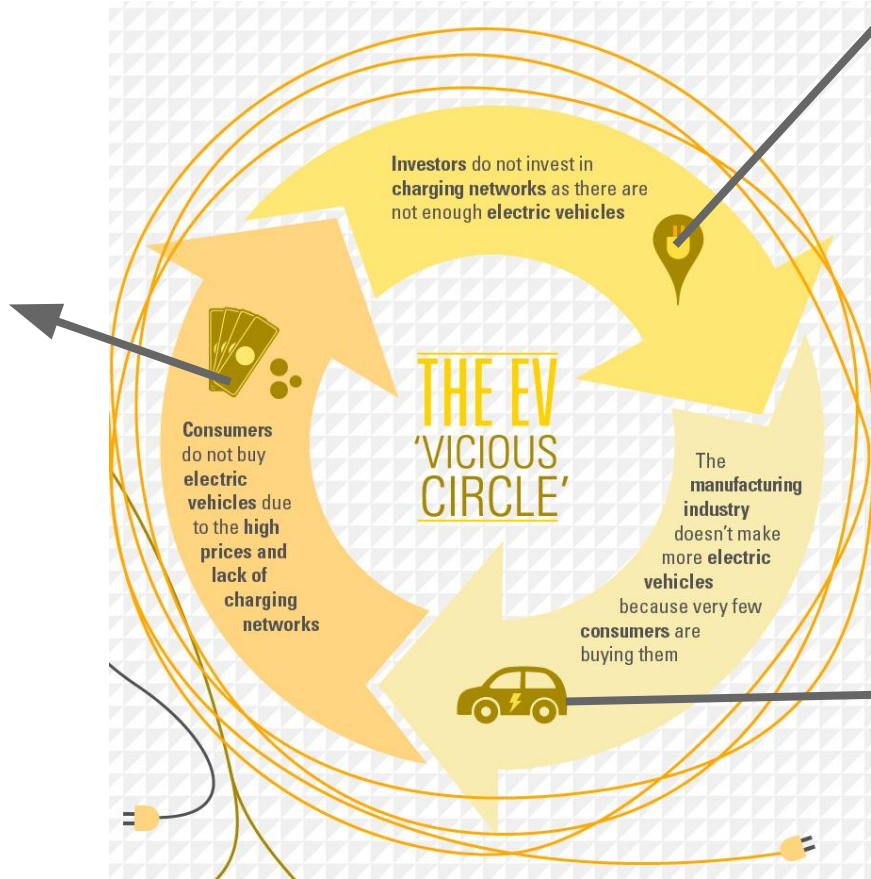 Investors do not invest in
charging networks as there are
not enough electric vehicles
THE EV
‘VICIOUS
CIRCLE’
The
manufacturing
industry
doesn’t make
more electric
vehicles
because very few
consumers are
buying them
Consumers
do not buy
electric
vehicles due
to the high
prices and
lack of
charging
networks